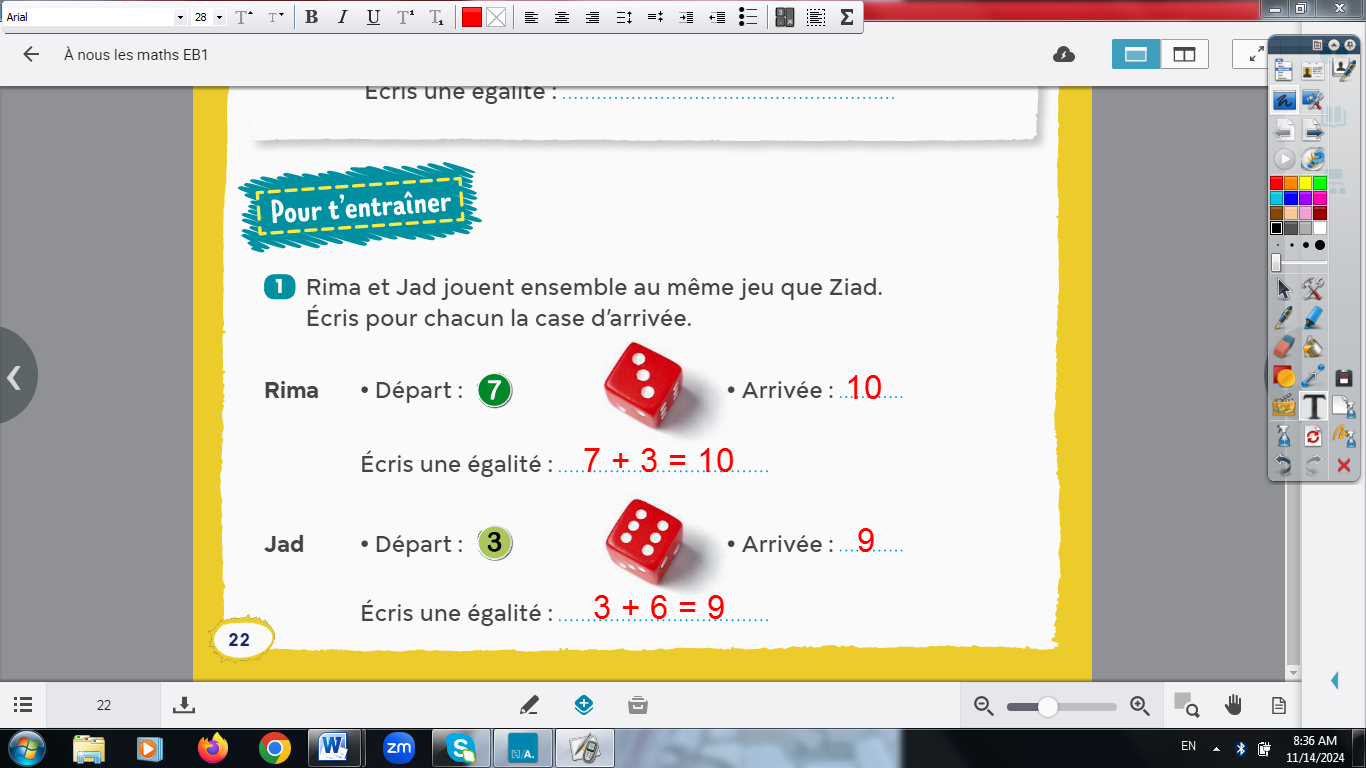 Arial 28 B I U T T
À nous les maths EB1
Écris une égalité :
Pour t'entraîner
1 Rima et Jad jouent ensemble au même jeu que Ziad.
Écris pour chacun la case d'arrivée.
Rima • Départ : 7 • Arrivée : 10
Écris une égalité : 7 + 3 = 10
Jad • Départ : 3 • Arrivée : 9
Écris une égalité : 3 + 6 = 9
22
22
EN 8:36 AM
11/14/2024